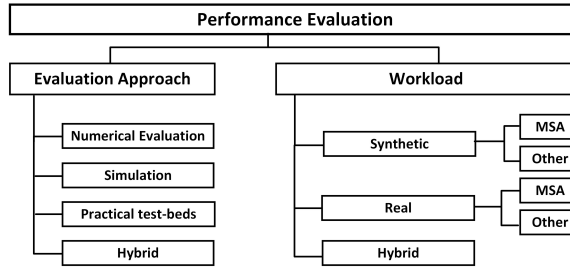 Performance Evaluation
Evaluation Approach
Numerical Evaluation
Simulation
Practical test-beds
Hybrid
Workload
Synthetic
MSA
Other
Real
MSA
Other
Hybrid